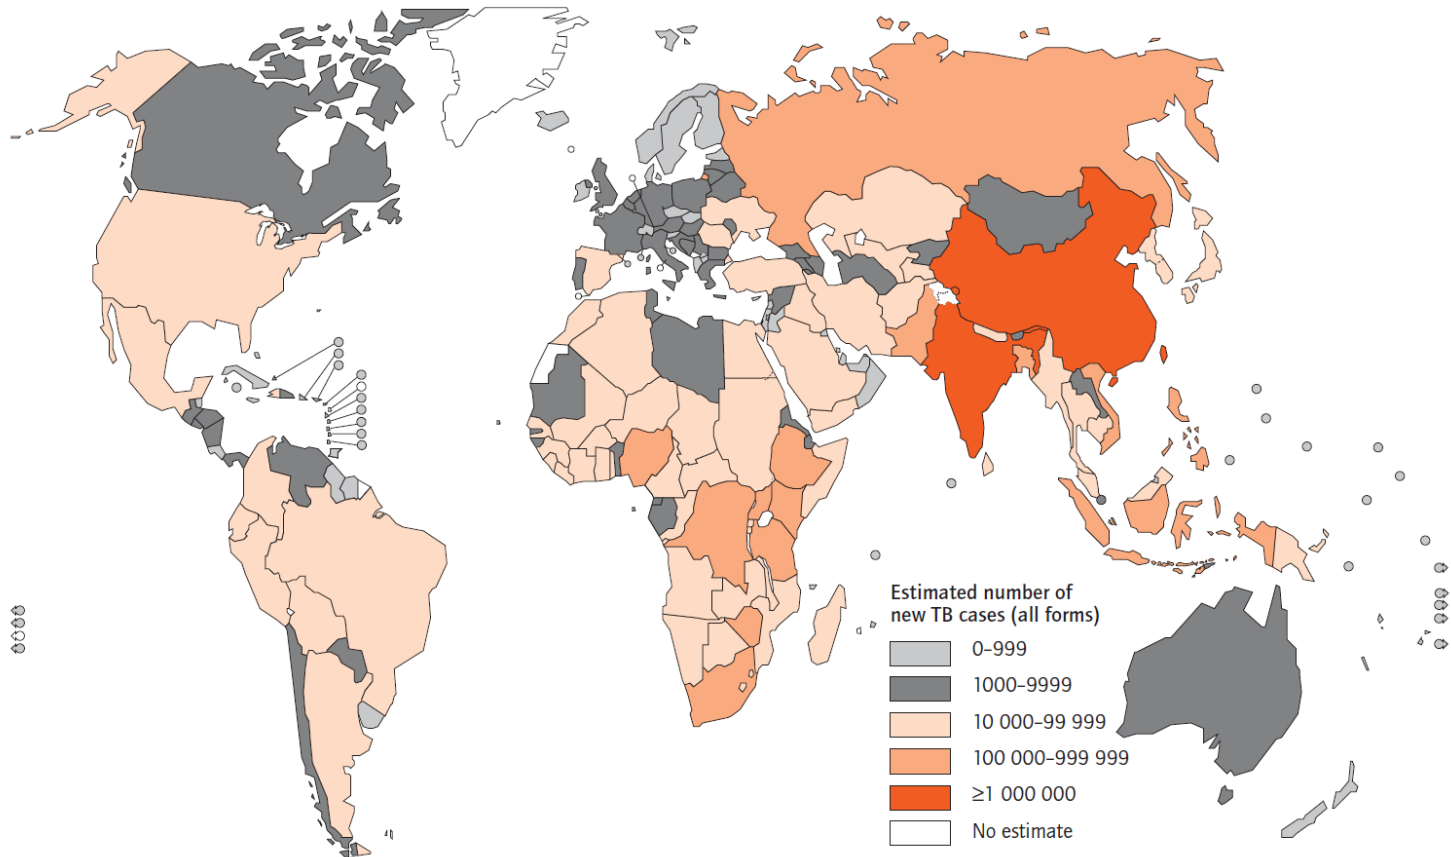 Estimated number of
new TB cases (all forms)
0–999
1000–9999
10 000–99 999
100 000–999 999
≥1 000 000
No estimate